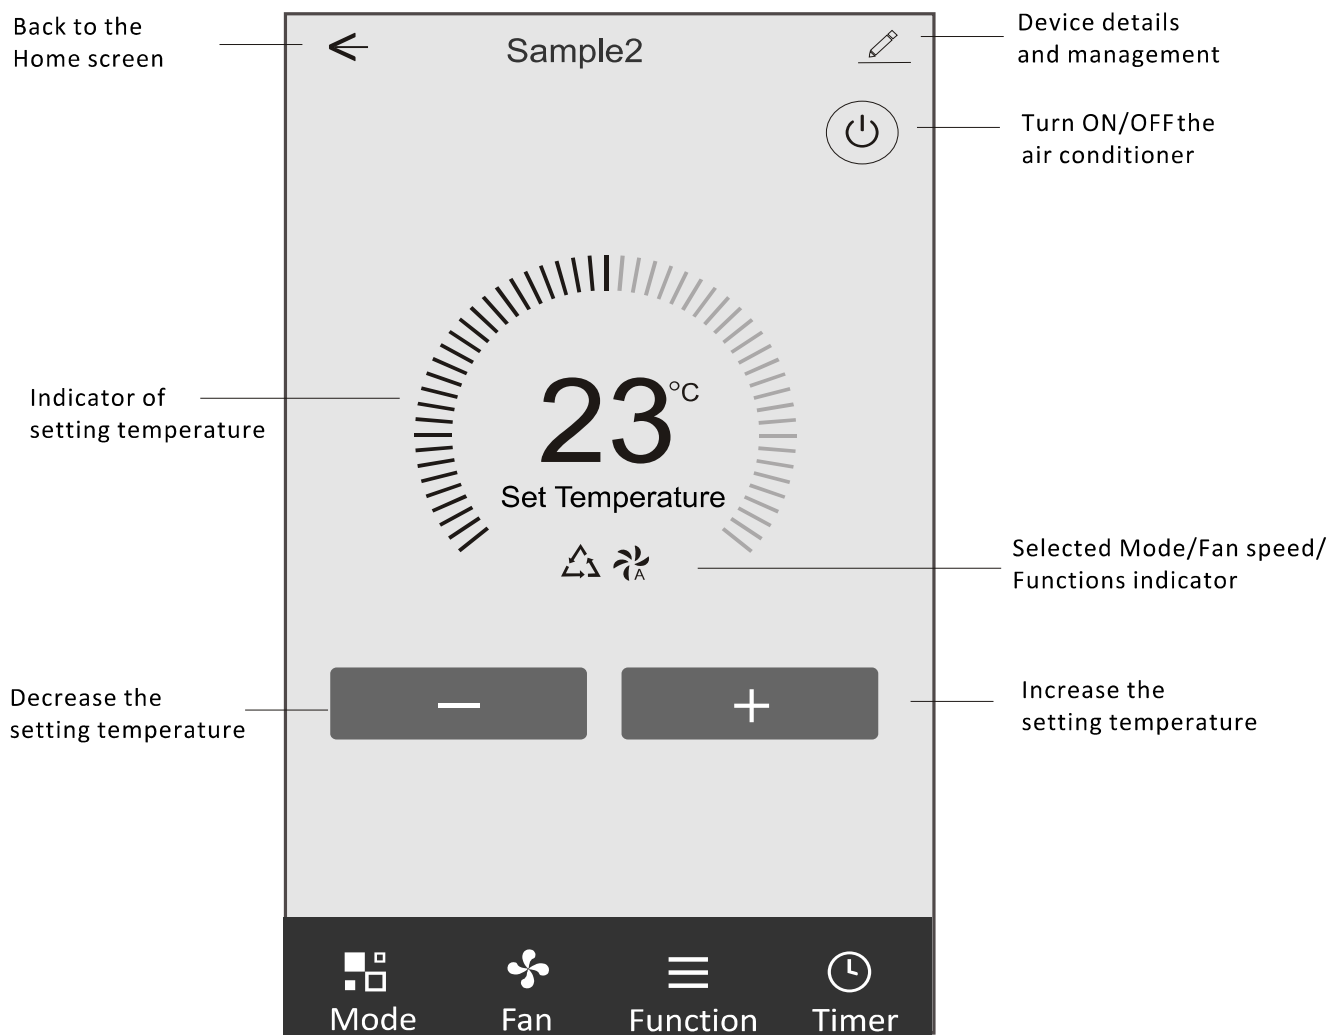 Back to the
Home screen
Sample2
Device details
and management
Turn ON/OFF the
air conditioner
Indicator of
setting temperature
23°C
Set Temperature
A
Selected Mode/Fan speed/
Functions indicator
Decrease the
setting temperature
Increase the
setting temperature
Mode Fan Function Timer